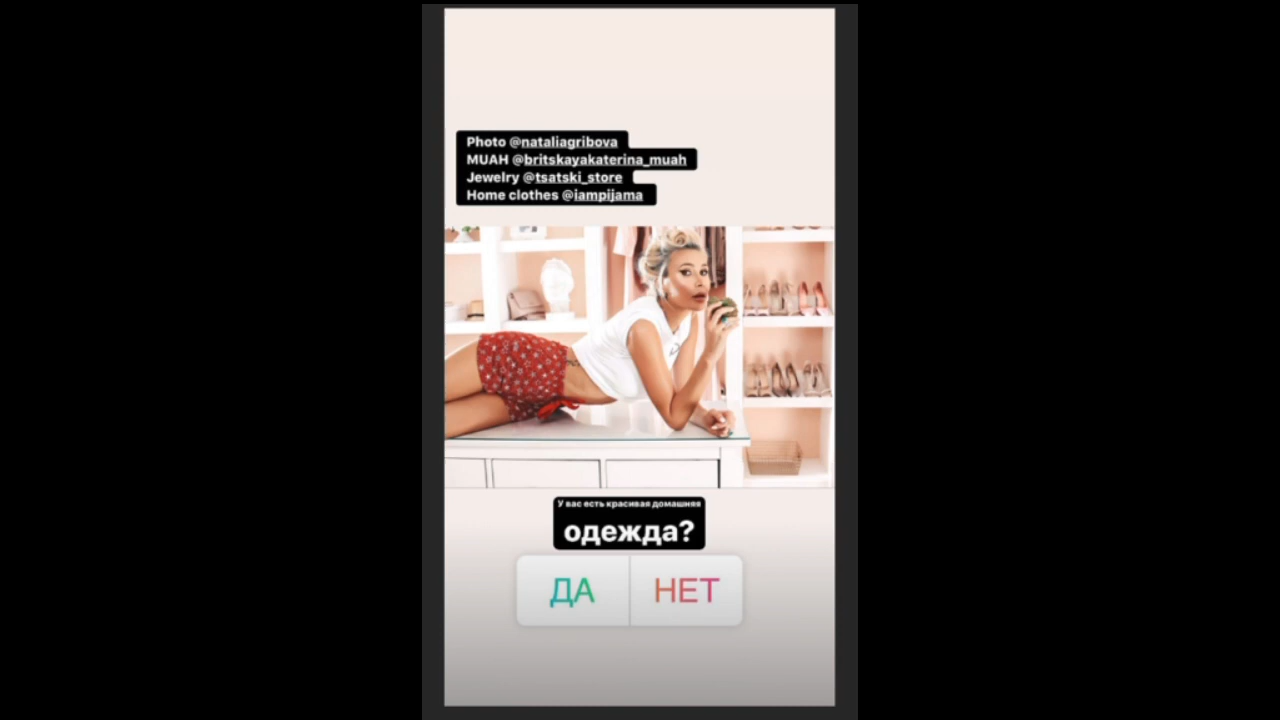 Photo @nataliagribova
MUAH @britskayakaterina_muah
Jewelry @tsatski_store
Home clothes @iampijama
У вас есть красивая домашняя
одежда?
ДА НЕТ